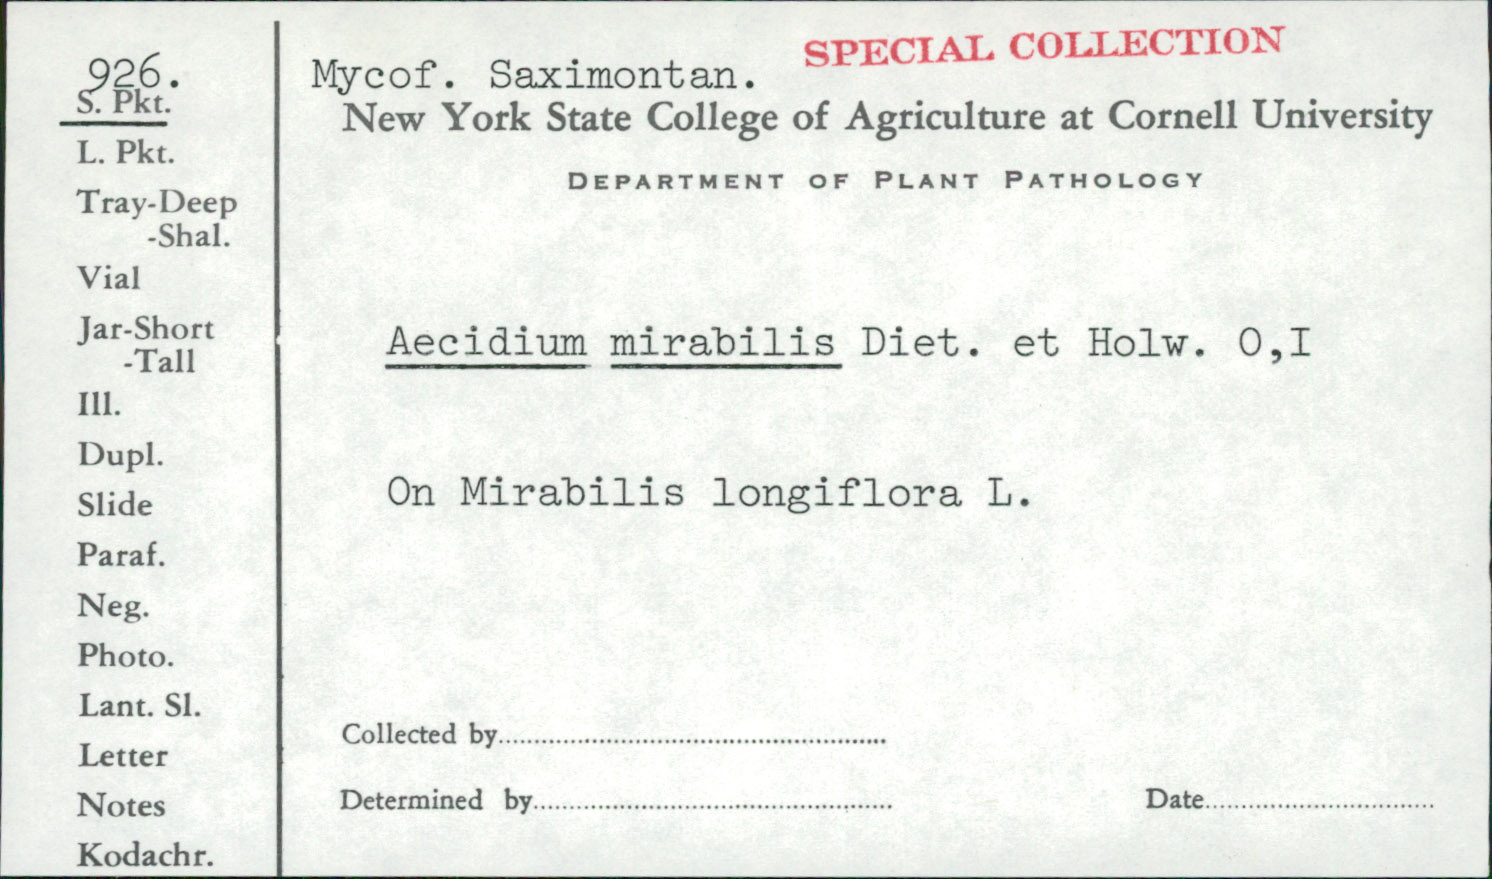 926.
S. Pkt.
L. Pkt.
Tray-Deep
-Shal.
Vial
Jar-Short
-Tall
Ill.
Dupl.
Slide
Paraf.
Neg.
Photo.
Lant. Sl.
Letter
Notes
Kodachr.
SPECIAL COLLECTION
Mycof. Saximontan.
New York State College of Agriculture at Cornell University
DEPARTMENT OF PLANT PATHOLOGY
Aecidium mirabilis Diet. et Holw. O,I
On Mirabilis longiflora L.
Collected by
Determined by
Date